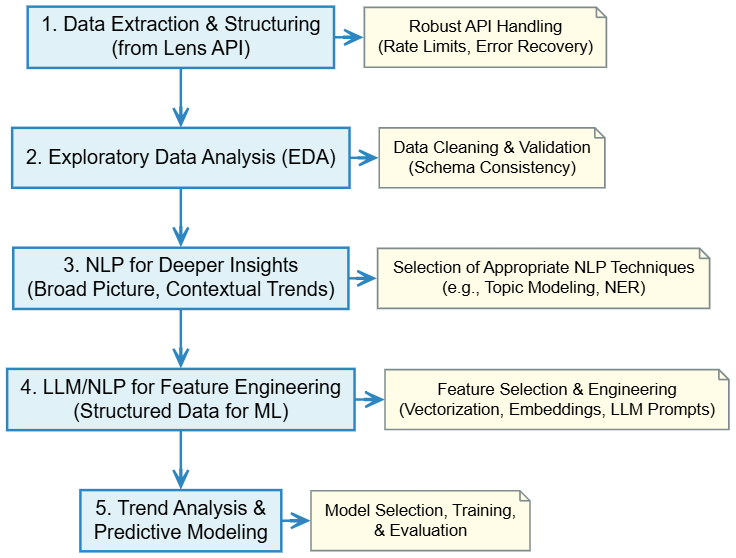 1. Data Extraction & Structuring
(from Lens API)
Robust API Handling
(Rate Limits, Error Recovery)
2. Exploratory Data Analysis (EDA)
Data Cleaning & Validation
(Schema Consistency)
3. NLP for Deeper Insights
(Broad Picture, Contextual Trends)
Selection of Appropriate NLP Techniques
(e.g., Topic Modeling, NER)
4. LLM/NLP for Feature Engineering
(Structured Data for ML)
Feature Selection & Engineering
(Vectorization, Embeddings, LLM Prompts)
5. Trend Analysis &
Predictive Modeling
Model Selection, Training,
& Evaluation